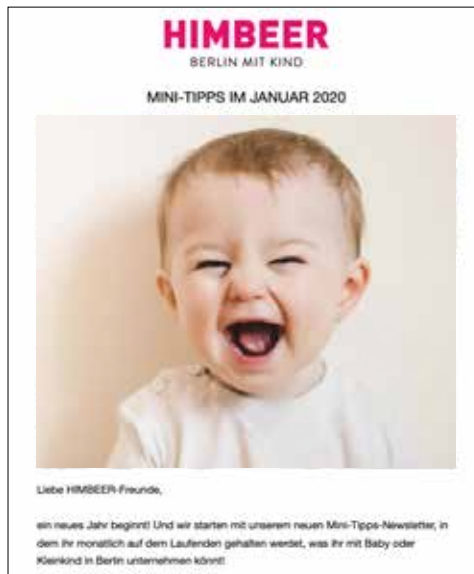 HIMBEER
BERLIN MIT KIND
MINI-TIPPS IM JANUAR 2020
Liebe HIMBEER-Freunde,
ein neues Jahr beginnt! Und wir starten mit unserem neuen Mini-Tipps-Newsletter, in
dem ihr monatlich auf dem Laufenden gehalten werdet, was ihr mit Baby oder
Kleinkind in Berlin unternehmen könnt!